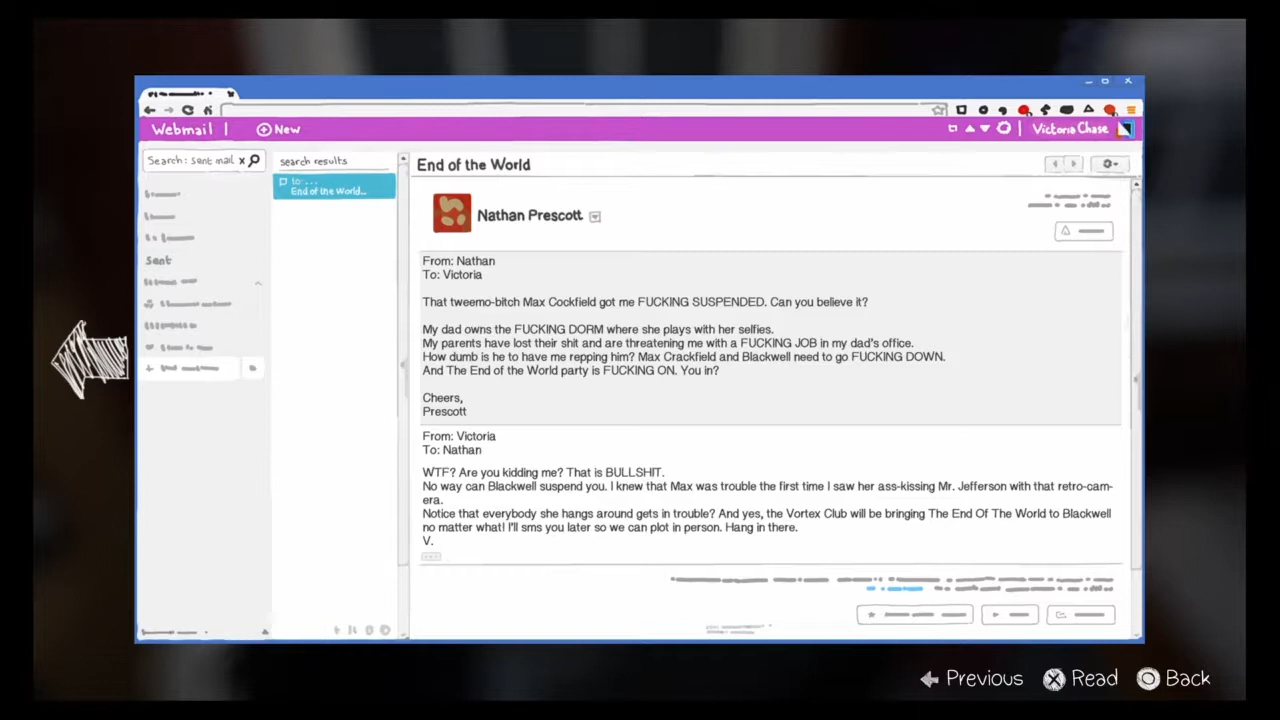 Webmail | New Victoria Chase
Search: sent mail x
search results
to:...
End of the World...
Sent
End of the World
Nathan Prescott
From: Nathan
To: Victoria
That tweemo-bitch Max Cockfield got me FUCKING SUSPENDED. Can you believe it?
My dad owns the FUCKING DORM where she plays with her selfies.
My parents have lost their shit and are threatening me with a FUCKING JOB in my dad's office.
How dumb is he to have me repping him? Max Crackfield and Blackwell need to go FUCKING DOWN.
And The End of the World party is FUCKING ON. You in?
Cheers,
Prescott
From: Victoria
To: Nathan
WTF? Are you kidding me? That is BULLSHIT.
No way can Blackwell suspend you. I knew that Max was trouble the first time I saw her ass-kissing Mr. Jefferson with that retro-cam-
era.
Notice that everybody she hangs around gets in trouble? And yes, the Vortex Club will be bringing The End Of The World to Blackwell
no matter what! I'll sms you later so we can plot in person. Hang in there.
V.
Previous Read Back